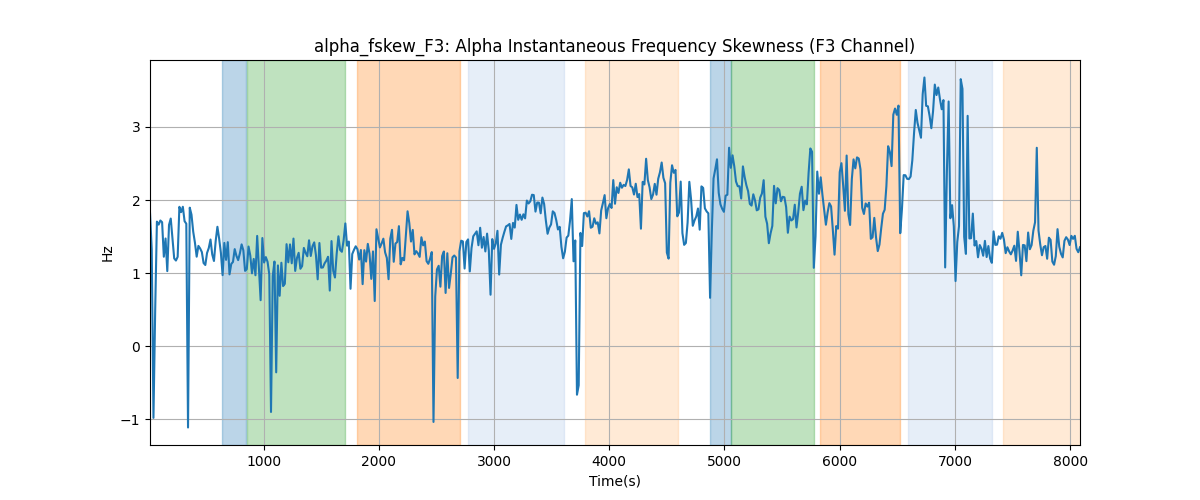 alpha_fskew_F3: Alpha Instantaneous Frequency Skewness (F3 Channel)
Hz
3
2
1
0
−1
1000 2000 3000 4000 5000 6000 7000 8000
Time(s)